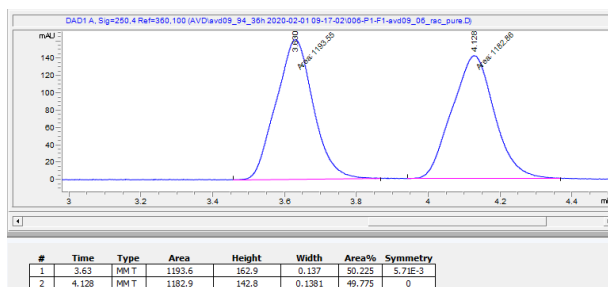 DAD1 A, Sig=250,4 Ref=360,100 (AVD\avd09_94_36h 2020-02-01 09-17-02\006-P1-F1-avd09_06_rac_pure.D)
mAU
3.630
Area: 1193.55
4.128
Area: 1182.86
140
120
100
80
60
40
20
0
3 3.2 3.4 3.6 3.8 4 4.2 4.4
# Time Type Area Height Width Area% Symmetry
1 3.63 MM T 1193.6 162.9 0.137 50.225 5.71E-3
2 4.128 MM T 1182.9 142.8 0.1381 49.775 0